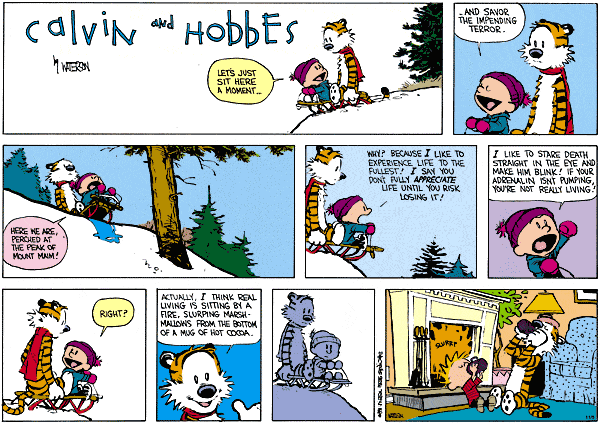 Calvin and Hobbes
by WATTERSON
LET'S JUST
SIT HERE
A MOMENT...
...AND SAVOR
THE IMPENDING
TERROR.
HERE WE ARE,
PERCHED AT
THE PEAK OF
MOUNT MAIM!
WHY? BECAUSE I LIKE TO
EXPERIENCE LIFE TO THE
FULLEST! I SAY YOU
DON'T FULLY APPRECIATE
LIFE UNTIL YOU RISK
LOSING IT!
I LIKE TO STARE DEATH
STRAIGHT IN THE EYE AND
MAKE HIM BLINK! IF YOUR
ADRENALIN ISN'T PUMPING,
YOU'RE NOT REALLY LIVING!
RIGHT?
ACTUALLY, I THINK REAL
LIVING IS SITTING BY A
FIRE, SLURPING MARSH-
MALLOWS FROM THE BOTTOM
OF A MUG OF HOT COCOA.
SLURPP
WATTERSON